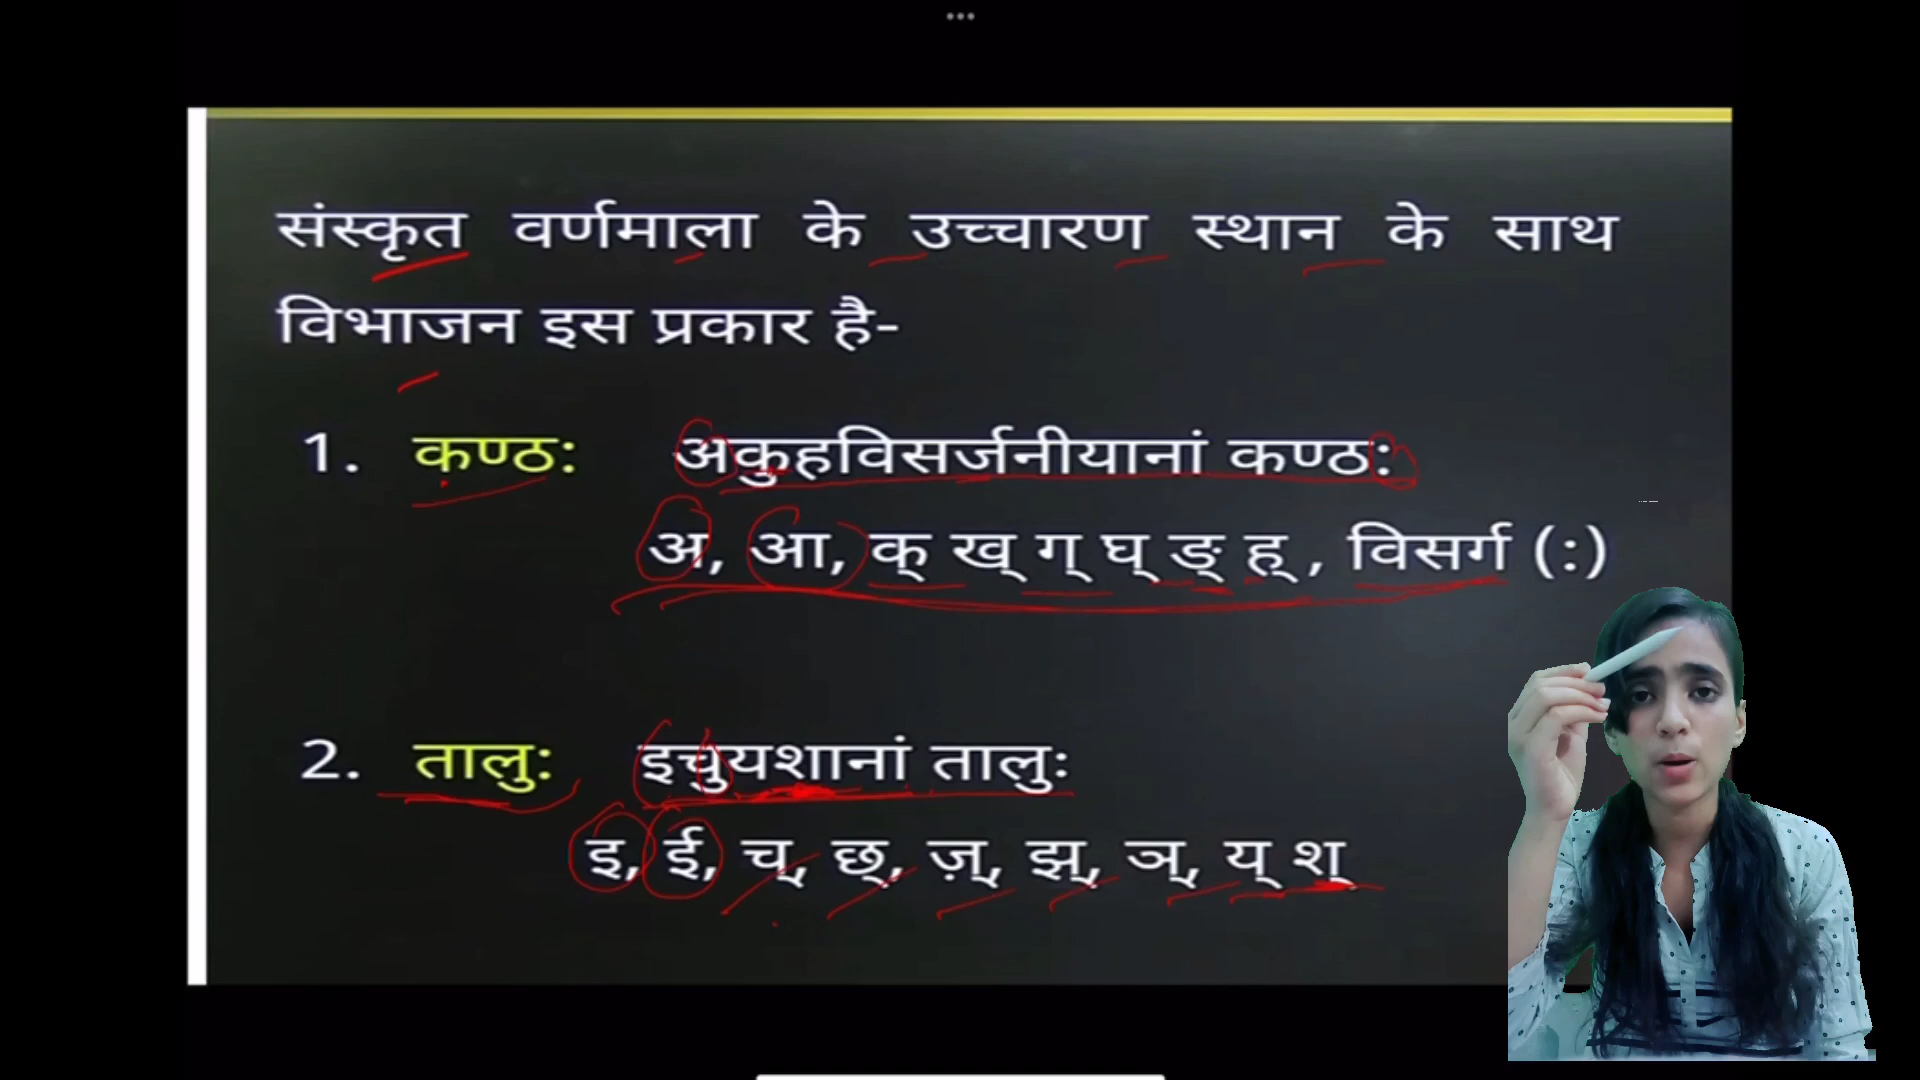 संस्कृत वर्णमाला के उच्चारण स्थान के साथ
विभाजन इस प्रकार है-
1. कण्ठ: अकुहविसर्जनीयानां कण्ठ:
अ, आ, क् ख् ग् घ् ङ् ह् , विसर्ग (:)
2. तालु: इचुयशानां तालुः
इ, ई, च्, छ्, ज़्, झ्, ञ्, य् श्